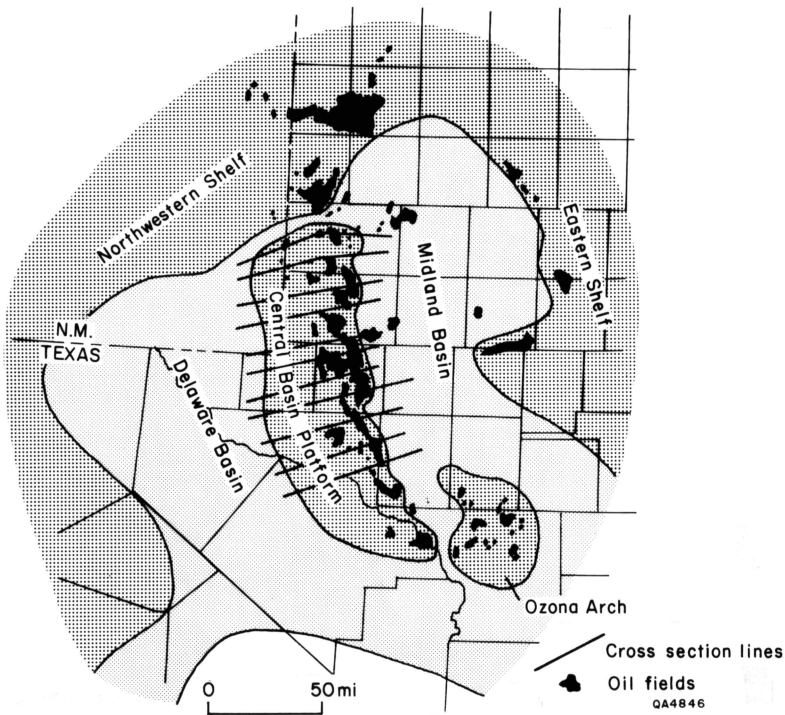 Northwestern Shelf
Eastern Shelf
Midland Basin
Central Basin Platform
N.M.
TEXAS
Delaware Basin
Ozona Arch
0 50 mi
Cross section lines
Oil fields
QA4846